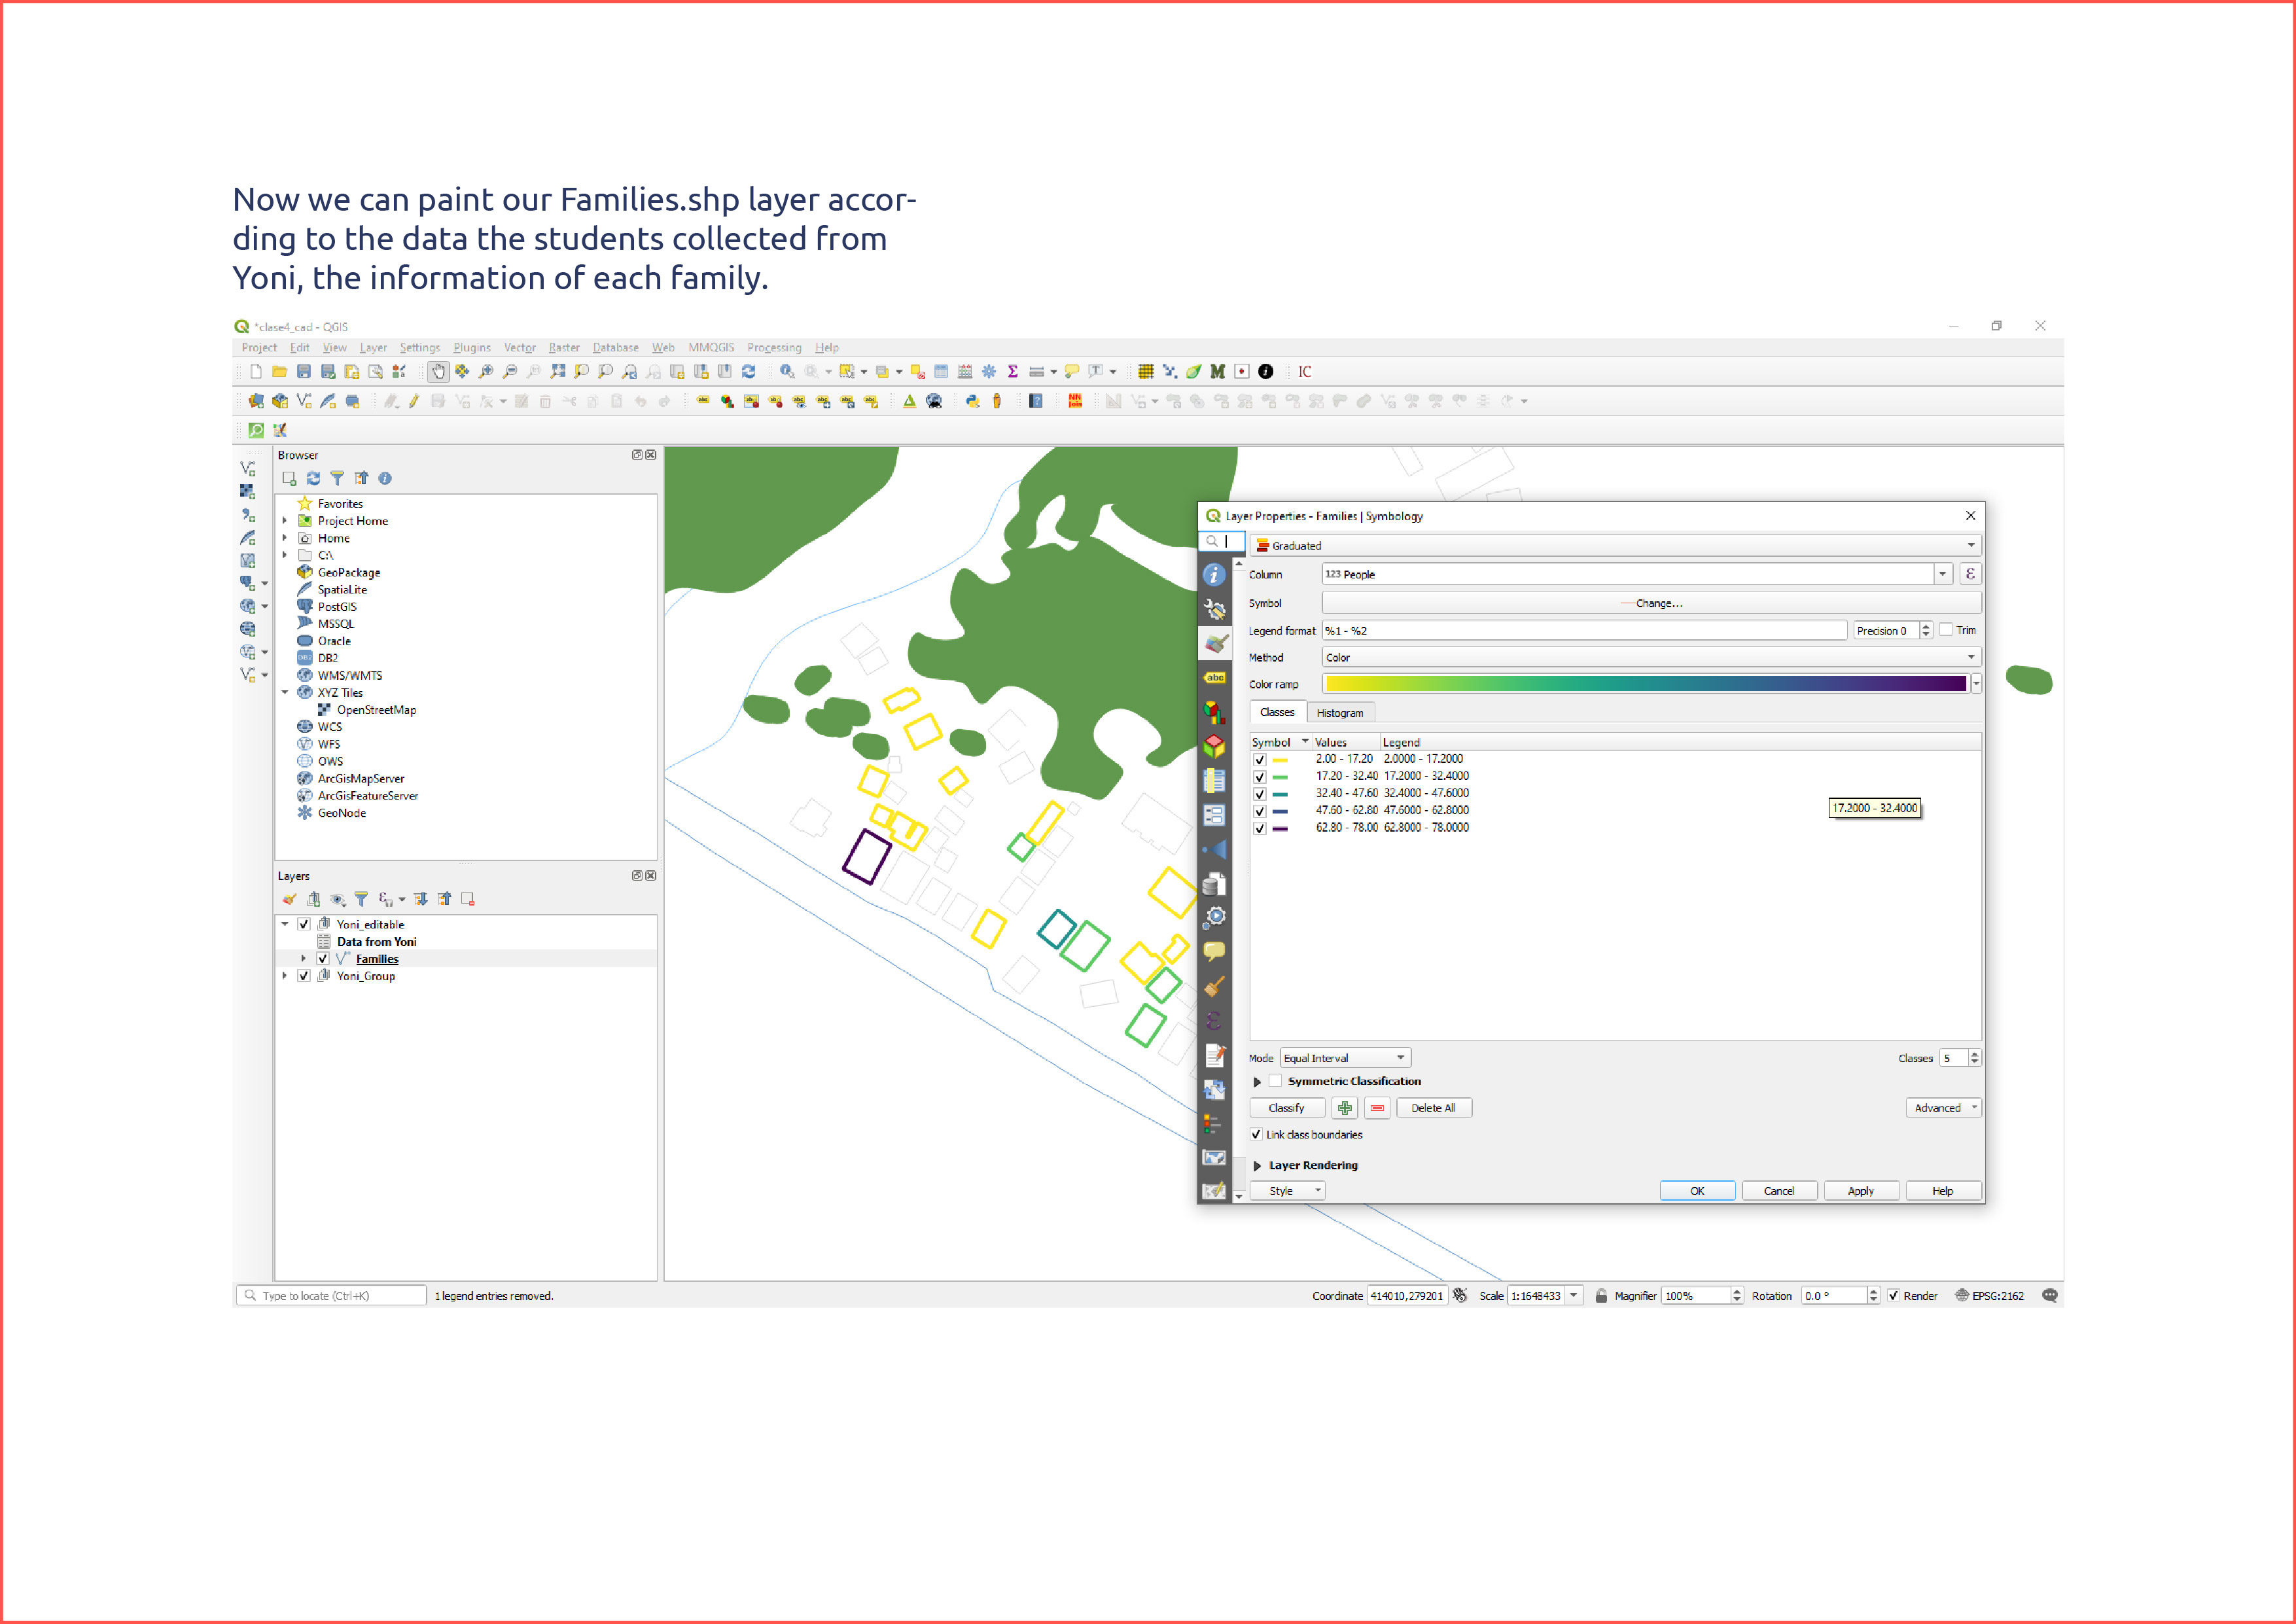 Now we can paint our Families.shp layer accor-
ding to the data the students collected from
Yoni, the information of each family.
*clase4_cad - QGIS
Project Edit View Layer Settings Plugins Vector Raster Database Web MMQGIS Processing Help
IC
Browser
Favorites
Project Home
Home
C:\
GeoPackage
SpatiaLite
PostGIS
MSSQL
Oracle
DB2
WMS/WMTS
XYZ Tiles
OpenStreetMap
WCS
WFS
OWS
ArcGisMapServer
ArcGisFeatureServer
GeoNode
Layers
Yoni_editable
Data from Yoni
Families
Yoni_Group
Layer Properties - Families | Symbology
Graduated
Column 123 People
Symbol Change...
Legend format %1 - %2 Precision 0 Trim
Method Color
Color ramp
Classes Histogram
Symbol Values Legend
2.00 - 17.20 2.0000 - 17.2000
17.20 - 32.40 17.2000 - 32.4000
32.40 - 47.60 32.4000 - 47.6000
47.60 - 62.80 47.6000 - 62.8000
62.80 - 78.00 62.8000 - 78.0000
17.2000 - 32.4000
Mode Equal Interval Classes 5
Symmetric Classification
Classify Delete All Advanced
Link class boundaries
Layer Rendering
Style OK Cancel Apply Help
Type to locate (Ctrl+K) 1 legend entries removed. Coordinate 414010,279201 Scale 1:1648433 Magnifier 100% Rotation 0.0 ° Render EPSG:2162